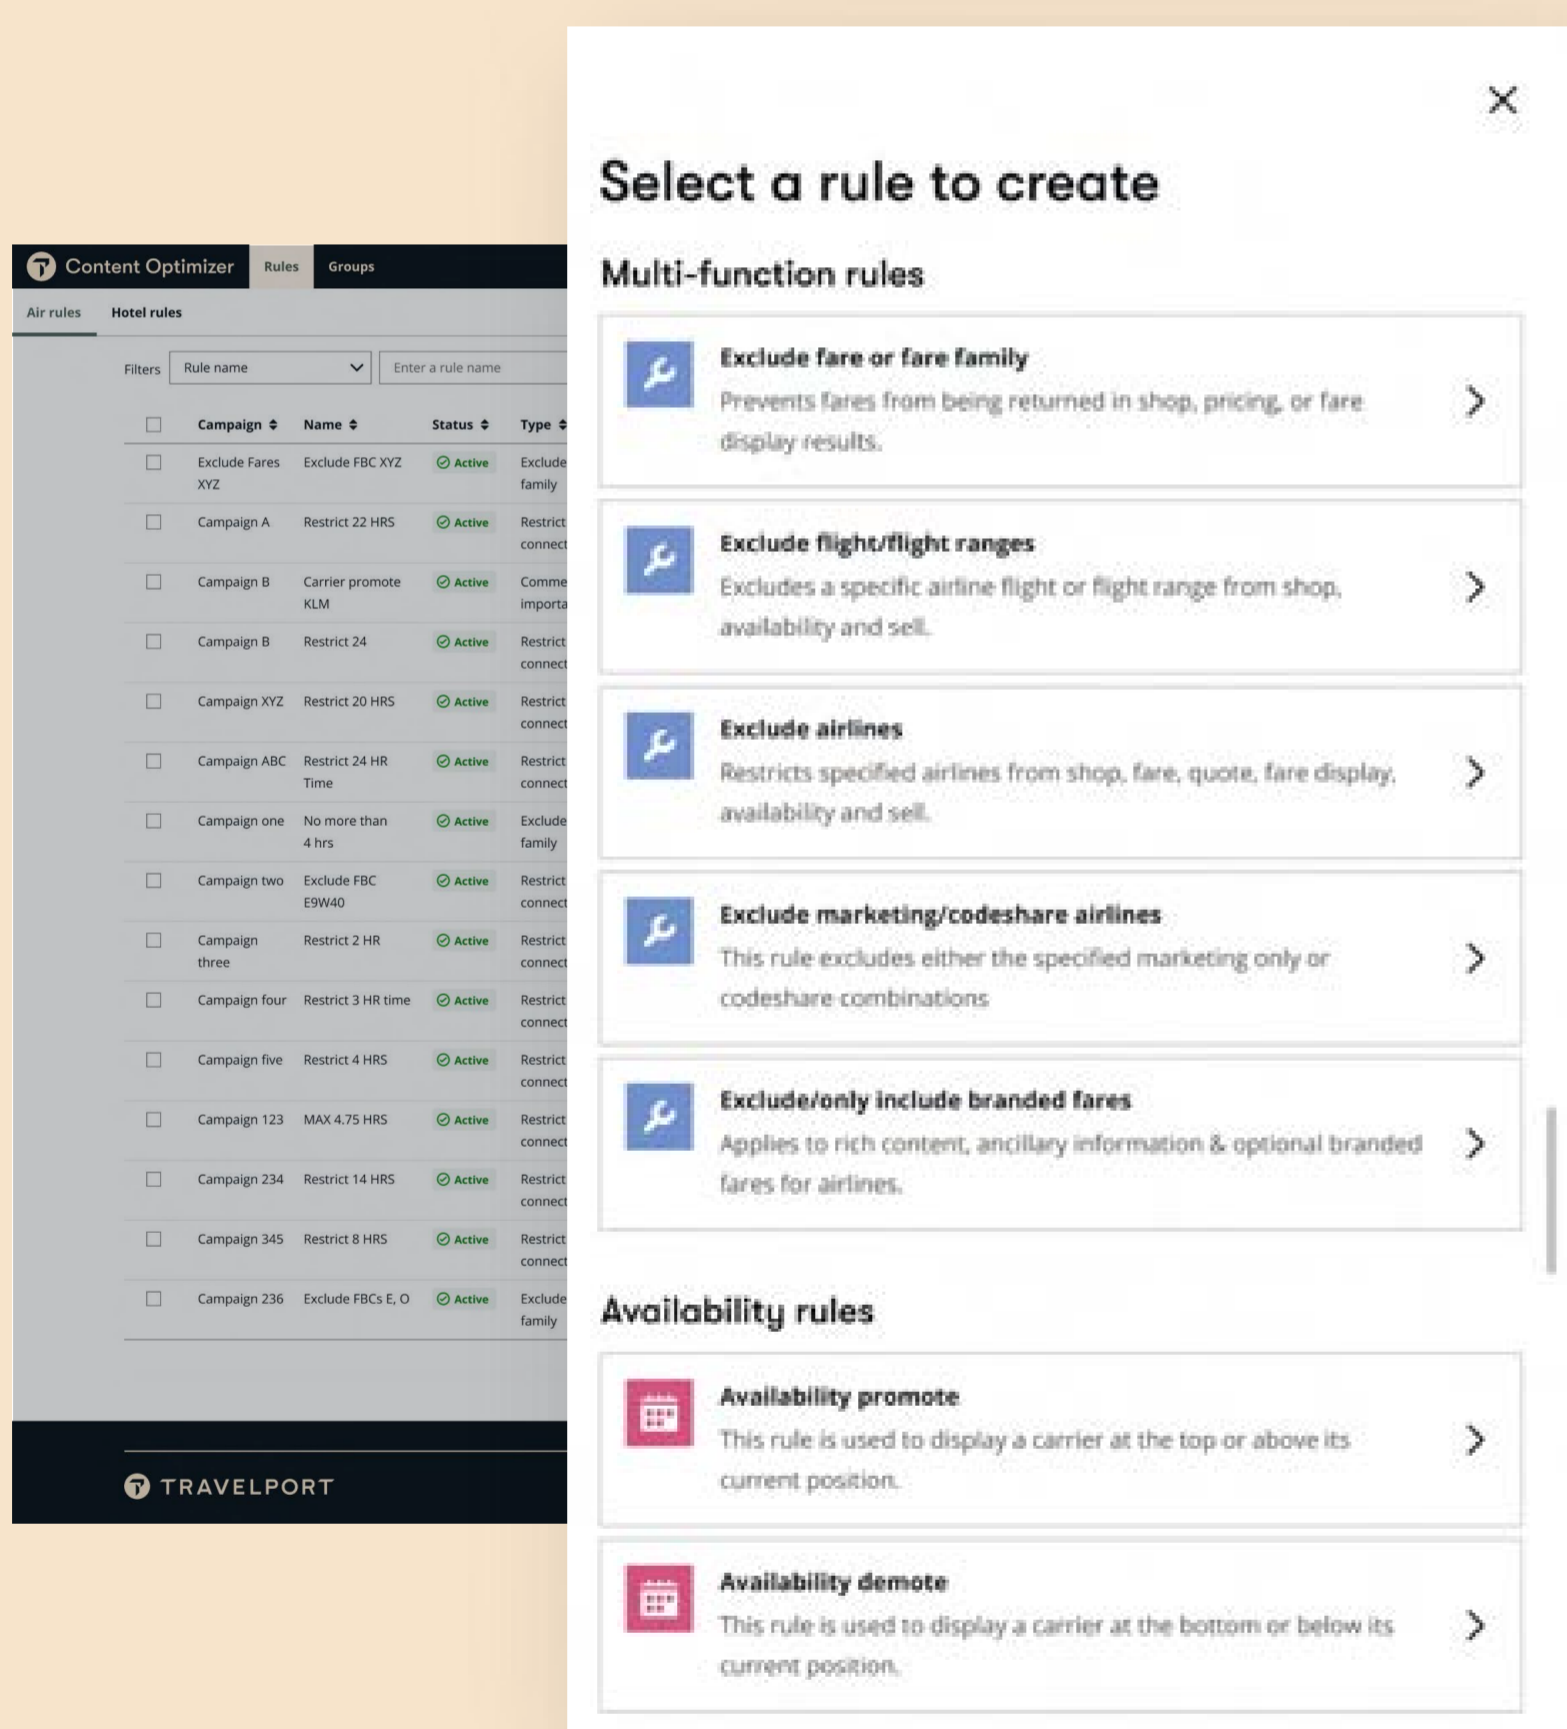 Content Optimizer Rules Groups
Air rules Hotel rules
Filters Rule name Enter a rule name
Campaign Name Status Type
Exclude Fares Exclude FBC XYZ Active Exclude
XYZ family
Campaign A Restrict 22 HRS Active Restrict
connect
Campaign B Carrier promote Active Comme
KLM importa
Campaign B Restrict 24 Active Restrict
connect
Campaign XYZ Restrict 20 HRS Active Restrict
connect
Campaign ABC Restrict 24 HR Active Restrict
Time connect
Campaign one No more than Active Exclude
4 hrs family
Campaign two Exclude FBC Active Restrict
E9W40 connect
Campaign Restrict 2 HR Active Restrict
three connect
Campaign four Restrict 3 HR time Active Restrict
connect
Campaign five Restrict 4 HRS Active Restrict
connect
Campaign 123 MAX 4.75 HRS Active Restrict
connect
Campaign 234 Restrict 14 HRS Active Restrict
connect
Campaign 345 Restrict 8 HRS Active Restrict
connect
Campaign 236 Exclude FBCs E, O Active Exclude
family
TRAVELPORT
Select a rule to create
Multi-function rules
Exclude fare or fare family
Prevents fares from being returned in shop, pricing, or fare
display results.
Exclude flight/flight ranges
Excludes a specific airline flight or flight range from shop,
availability and sell.
Exclude airlines
Restricts specified airlines from shop, fare, quote, fare display,
availability and sell.
Exclude marketing/codeshare airlines
This rule excludes either the specified marketing only or
codeshare combinations
Exclude/only include branded fares
Applies to rich content, ancillary information & optional branded
fares for airlines.
Availability rules
Availability promote
This rule is used to display a carrier at the top or above its
current position.
Availability demote
This rule is used to display a carrier at the bottom or below its
current position.